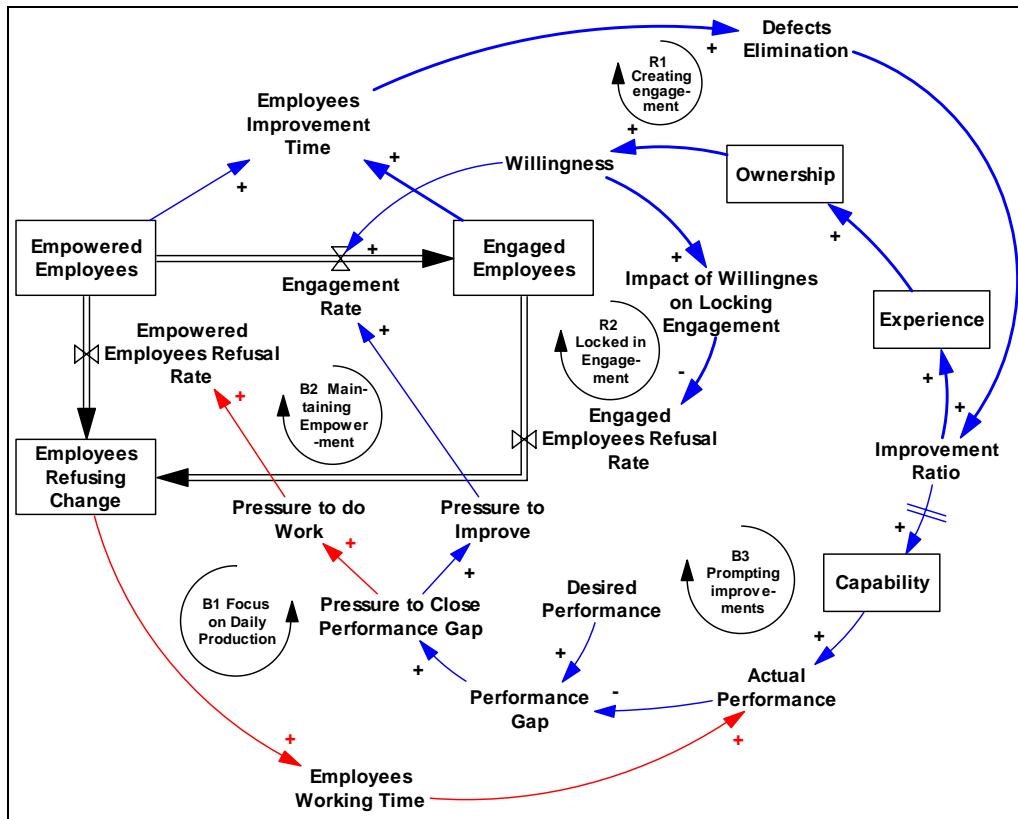 Defects
Elimination
+
R1
Creating
engage-
ment
Employees
Improvement
Time
+
+
Willingness
Ownership
+
+
+
Empowered
Employees
+
Engaged
Employees
+
Engagement
Rate
Impact of Willingnes
on Locking
Engagement
Experience
+
Empowered
Employees Refusal
Rate
R2
Locked in
Engage-
ment
-
+
+
+
B2 Main-
taining
Empower
-ment
Engaged
Employees Refusal
Rate
Improvement
Ratio
Employees
Refusing
Change
Pressure to do
Work
Pressure to
Improve
+
+
+
B3
Prompting
improve-
ments
Capability
B1 Focus
on Daily
Production
Pressure to Close
Performance Gap
Desired
Performance
+
+
+
Actual
Performance
Performance
Gap
-
+
+
Employees
Working Time